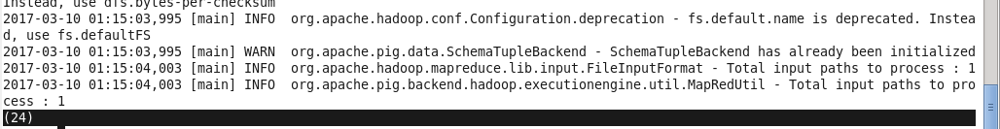 instead, use dfs.bytes-per-checksum
2017-03-10 01:15:03,995 [main] INFO  org.apache.hadoop.conf.Configuration.deprecation - fs.default.name is deprecated. Instea
d, use fs.defaultFS
2017-03-10 01:15:03,995 [main] WARN  org.apache.pig.data.SchemaTupleBackend - SchemaTupleBackend has already been initialized
2017-03-10 01:15:04,003 [main] INFO  org.apache.hadoop.mapreduce.lib.input.FileInputFormat - Total input paths to process : 1
2017-03-10 01:15:04,003 [main] INFO  org.apache.pig.backend.hadoop.executionengine.util.MapRedUtil - Total input paths to pro
cess : 1
(24)